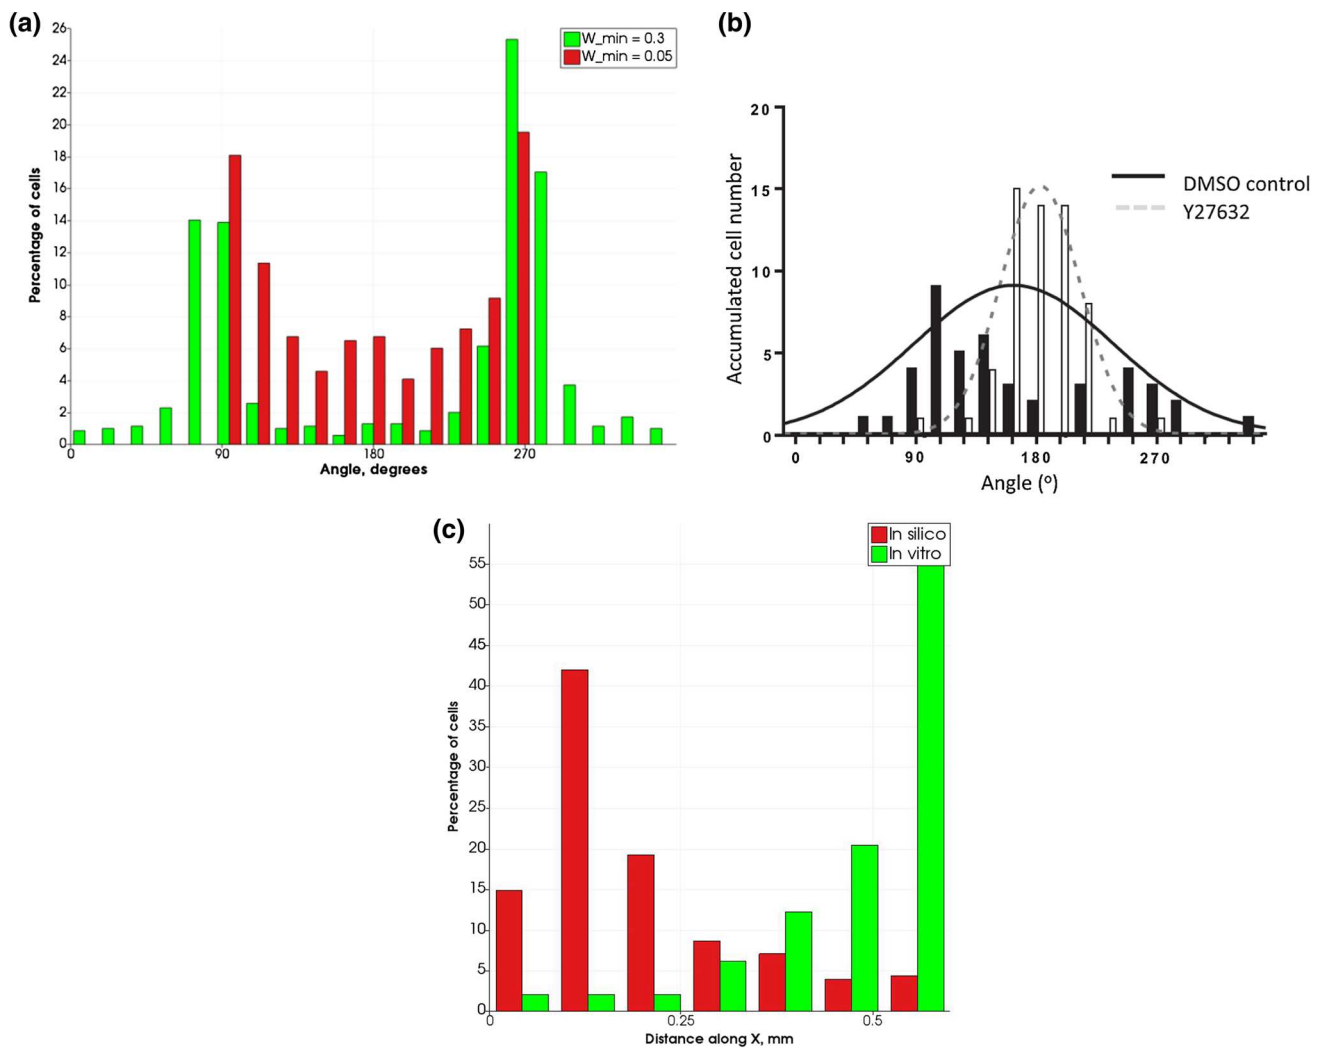 (a)
26
24
22
20
18
16
14
12
10
8
6
4
2
0
Percentage of cells
W_min = 0.3
W_min = 0.05
0
90
180
270
Angle, degrees
(b)
20
15
10
5
0
Accumulated cell number
DMSO control
Y27632
0
90
180
270
Angle (º)
(c)
55
50
45
40
35
30
25
20
15
10
5
0
Percentage of cells
In silico
In vitro
0
0.25
0.5
Distance along X, mm